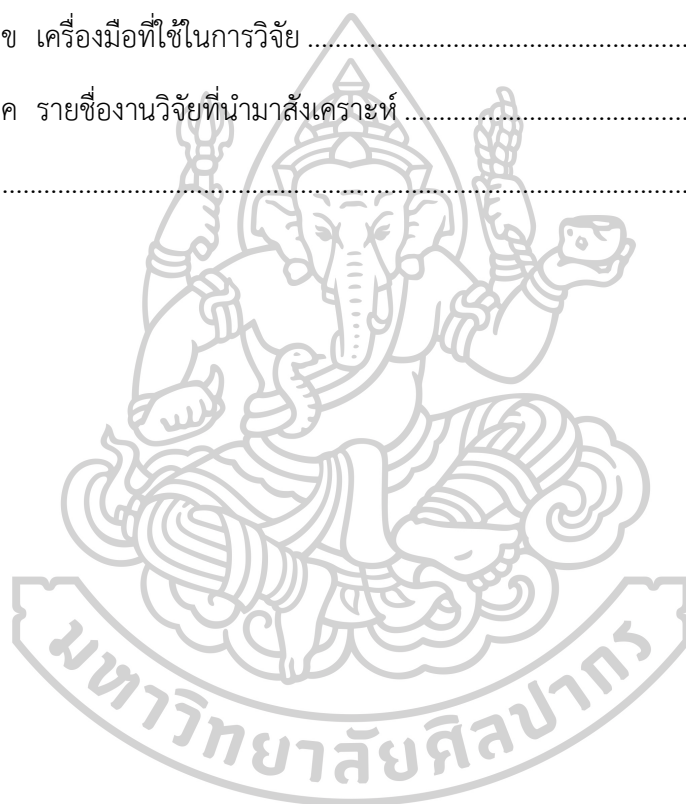 ข เครื่องมือที่ใช้ในการวิจัย ..........................................................
ค รายชื่องานวิจัยที่นำมาสังเคราะห์ ..........................................
..........................................................................................................
มหาวิทยาลัยศิลปากร